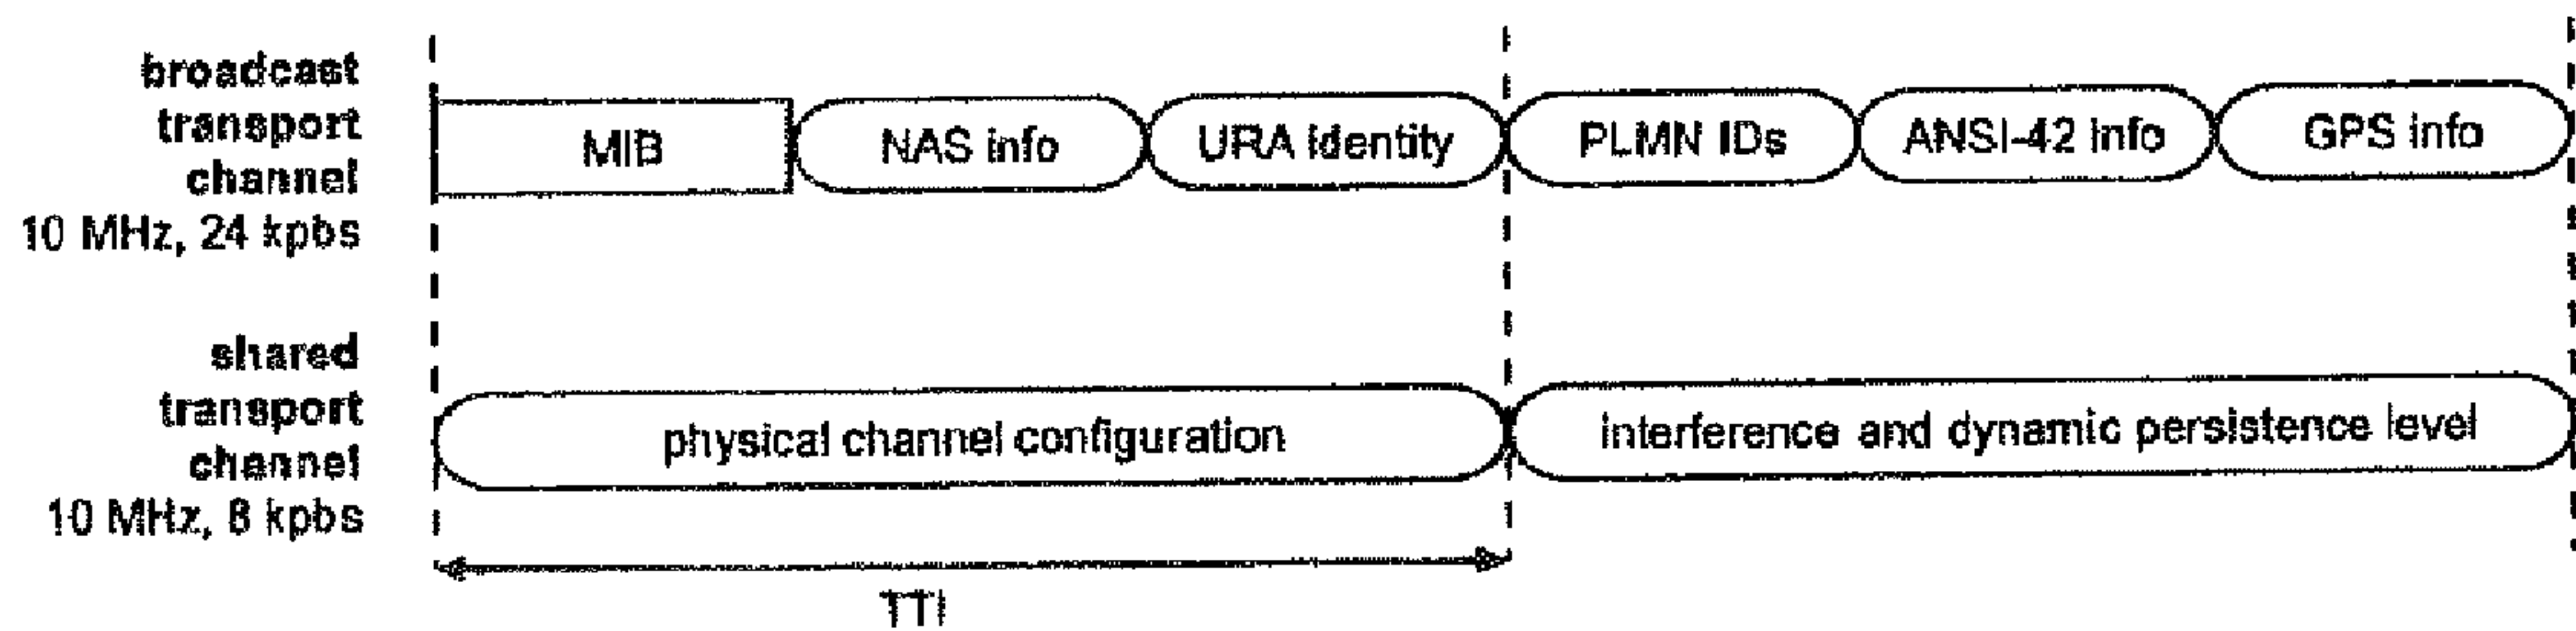 broadcast
transport
channel
10 MHz, 24 kpbs
MIB
NAS info
URA identity
PLMN IDs
ANSI-42 info
GPS info
shared
transport
channel
10 MHz, 8 kpbs
physical channel configuration
interference and dynamic persistence level
TTI